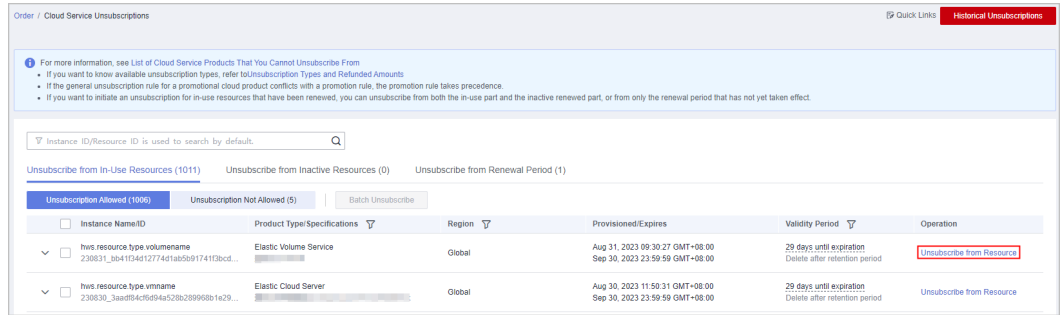 Order / Cloud Service Unsubscriptions
Quick Links
Historical Unsubscriptions
For more information, see List of Cloud Service Products That You Cannot Unsubscribe From
• If you want to know available unsubscription types, refer toUnsubscription Types and Refunded Amounts
• If the general unsubscription rule for a promotional cloud product conflicts with a promotion rule, the promotion rule takes precedence.
• If you want to initiate an unsubscription for in-use resources that have been renewed, you can unsubscribe from both the in-use part and the inactive renewed part, or from only the renewal period that has not yet taken effect.
Instance ID/Resource ID is used to search by default.
Unsubscribe from In-Use Resources (1011) Unsubscribe from Inactive Resources (0) Unsubscribe from Renewal Period (1)
Unsubscription Allowed (1006) Unsubscription Not Allowed (5) Batch Unsubscribe
Instance Name/ID Product Type/Specifications Region Provisioned/Expires Validity Period Operation
hws.resource.type.volumename Elastic Volume Service Global Aug 31, 2023 09:30:27 GMT+08:00 29 days until expiration Unsubscribe from Resource
230831_bb41f34d12774d1ab5b91741f3bcd... Sep 30, 2023 23:59:59 GMT+08:00 Delete after retention period
hws.resource.type.vmname Elastic Cloud Server Global Aug 30, 2023 11:50:31 GMT+08:00 29 days until expiration Unsubscribe from Resource
230830_3aadf84cf6d94a528b289968b1e29... Sep 30, 2023 23:59:59 GMT+08:00 Delete after retention period